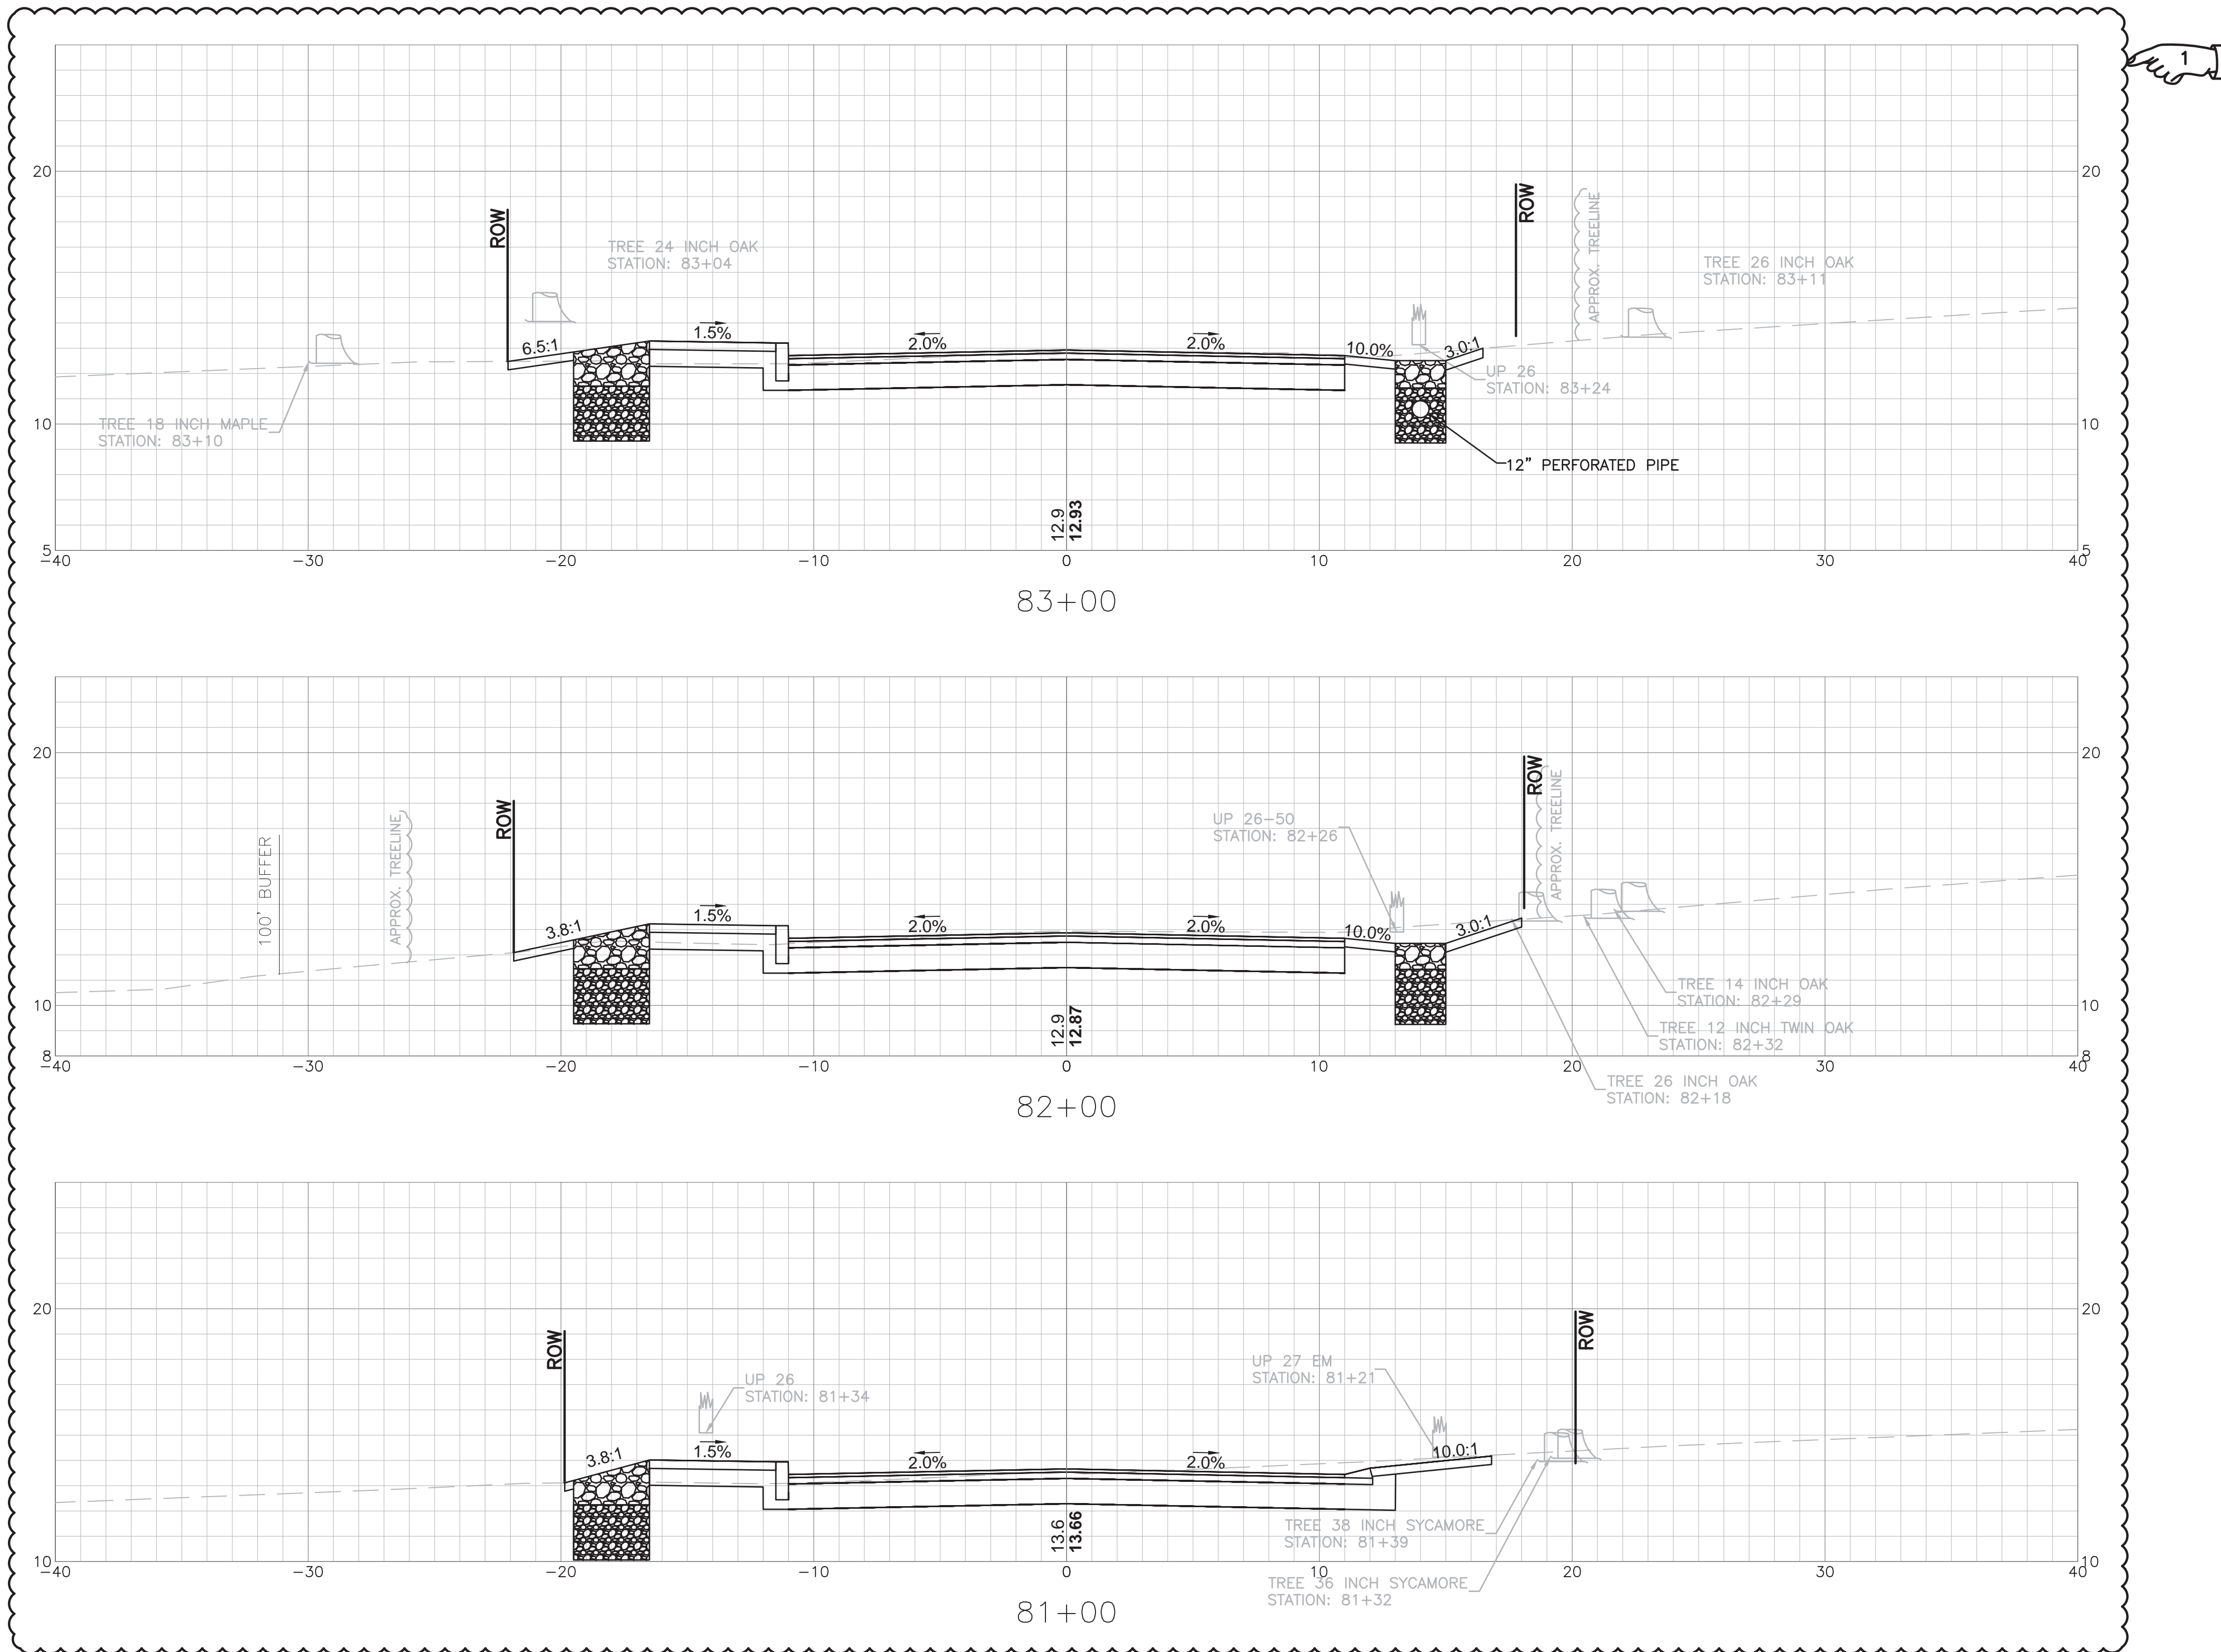 1
20
20
ROW
ROW
TREE 24 INCH OAK
STATION: 83+04
APPROX. TREELINE
TREE 26 INCH OAK
STATION: 83+11
6.5:1
1.5%
2.0%
2.0%
10.0%
3.0:1
UP 26
STATION: 83+24
TREE 18 INCH MAPLE
STATION: 83+10
10
10
12” PERFORATED PIPE
12.9
12.93
5
5
−40
−30
−20
−10
0
10
20
30
40
83+00
20
20
ROW
ROW
100' BUFFER
APPROX. TREELINE
APPROX. TREELINE
UP 26−50
STATION: 82+26
3.8:1
1.5%
2.0%
2.0%
10.0%
3.0:1
TREE 14 INCH OAK
STATION: 82+29
10
10
TREE 12 INCH TWIN OAK
STATION: 82+32
12.9
12.87
8
8
−40
−30
−20
−10
0
10
20
30
40
TREE 26 INCH OAK
STATION: 82+18
82+00
20
20
ROW
ROW
UP 26
STATION: 81+34
UP 27 EM
STATION: 81+21
3.8:1
1.5%
2.0%
2.0%
10.0:1
TREE 38 INCH SYCAMORE
STATION: 81+39
13.6
13.66
10
10
−40
−30
−20
−10
0
10
20
30
40
TREE 36 INCH SYCAMORE
STATION: 81+32
81+00